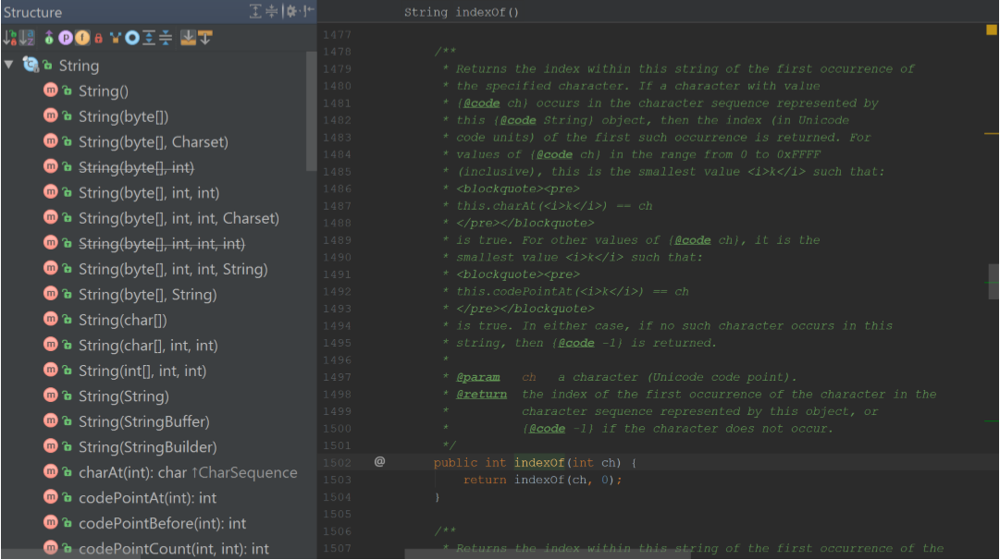 Structure
String
String()
String(byte[])
String(byte[], Charset)
String(byte[], int)
String(byte[], int, int)
String(byte[], int, int, Charset)
String(byte[], int, int, int)
String(byte[], int, int, String)
String(byte[], String)
String(char[])
String(char[], int, int)
String(int[], int, int)
String(String)
String(StringBuffer)
String(StringBuilder)
charAt(int): char ↑CharSequence
codePointAt(int): int
codePointBefore(int): int
codePointCount(int, int): int
String indexOf()
1477
1478 /**
1479 * Returns the index within this string of the first occurrence of
1480 * the specified character. If a character with value
1481 * {@code ch} occurs in the character sequence represented by
1482 * this {@code String} object, then the index (in Unicode
1483 * code units) of the first such occurrence is returned. For
1484 * values of {@code ch} in the range from 0 to 0xFFFF
1485 * (inclusive), this is the smallest value <i>k</i> such that:
1486 * <blockquote><pre>
1487 * this.charAt(<i>k</i>) == ch
1488 * </pre></blockquote>
1489 * is true. For other values of {@code ch}, it is the
1490 * smallest value <i>k</i> such that:
1491 * <blockquote><pre>
1492 * this.codePointAt(<i>k</i>) == ch
1493 * </pre></blockquote>
1494 * is true. In either case, if no such character occurs in this
1495 * string, then {@code -1} is returned.
1496 *
1497 * @param ch a character (Unicode code point).
1498 * @return the index of the first occurrence of the character in the
1499 * character sequence represented by this object, or
1500 * {@code -1} if the character does not occur.
1501 */
1502 @ public int indexOf(int ch) {
1503 return indexOf(ch, 0);
1504 }
1505
1506 /**
1507 * Returns the index within this string of the first occurrence of the